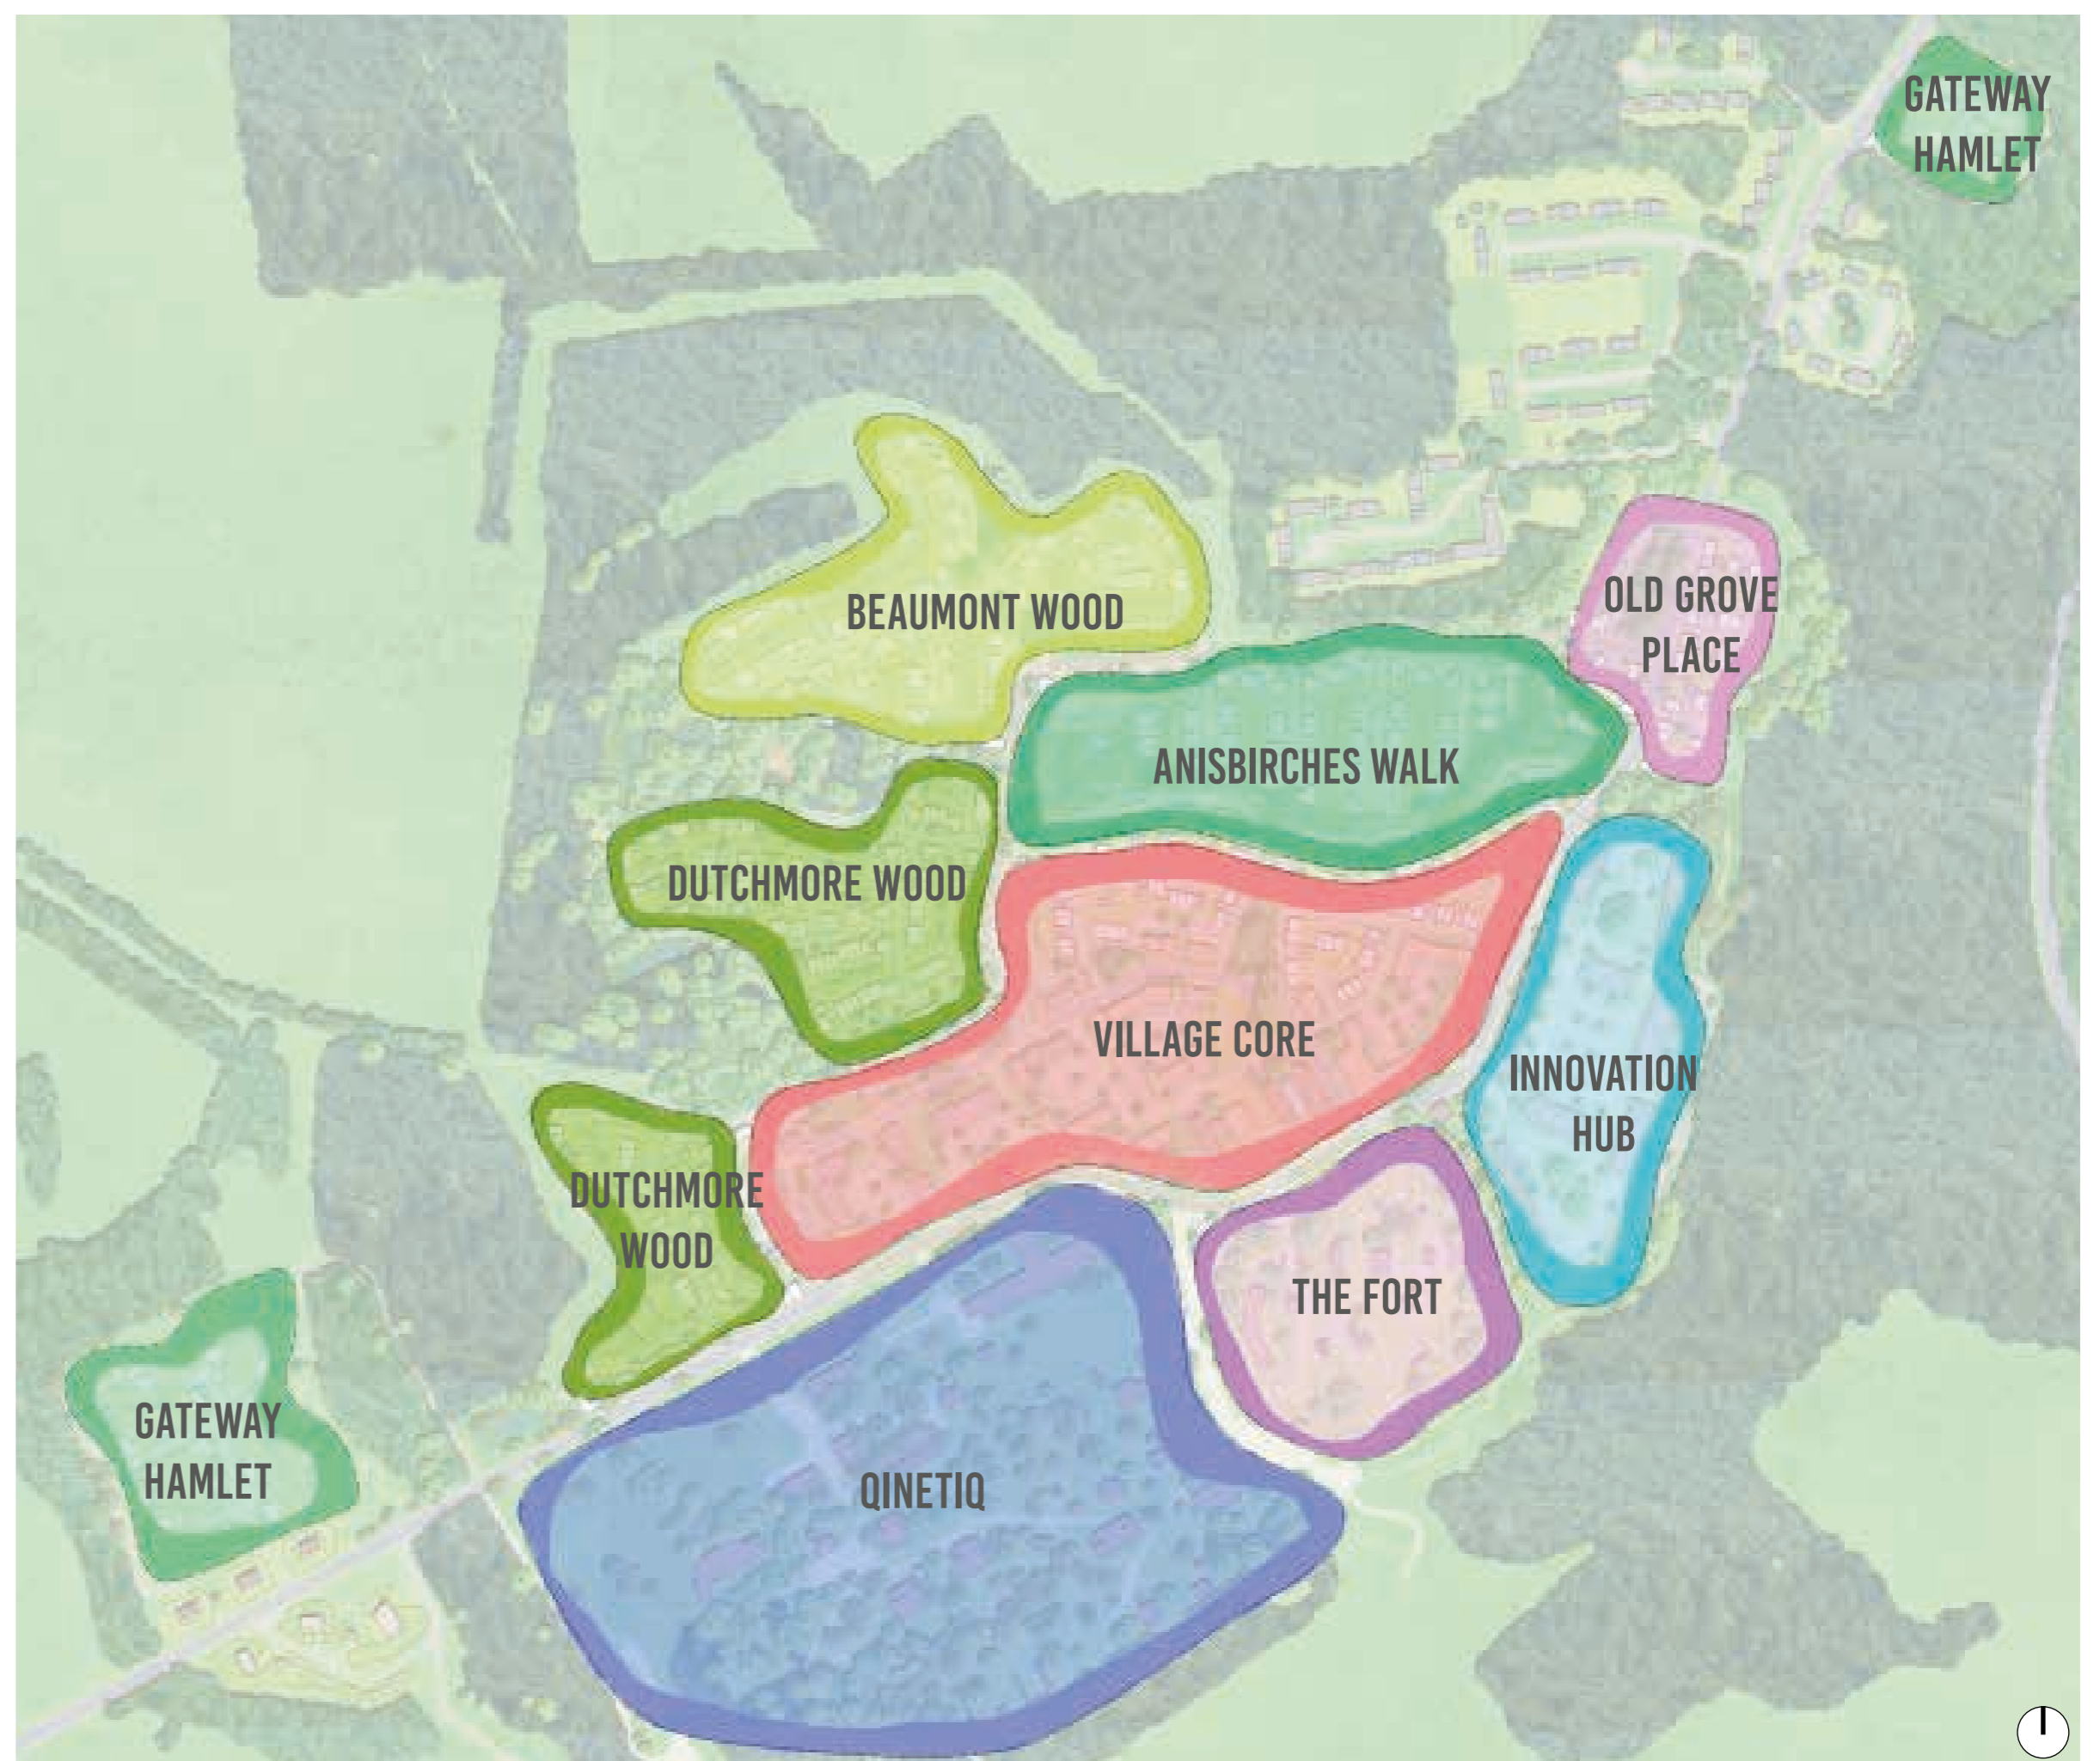 GATEWAY
HAMLET
BEAUMONT WOOD
OLD GROVE
PLACE
ANISBIRCHES WALK
DUTCHMORE WOOD
VILLAGE CORE
INNOVATION
HUB
DUTCHMORE
WOOD
THE FORT
GATEWAY
HAMLET
QINETIQ